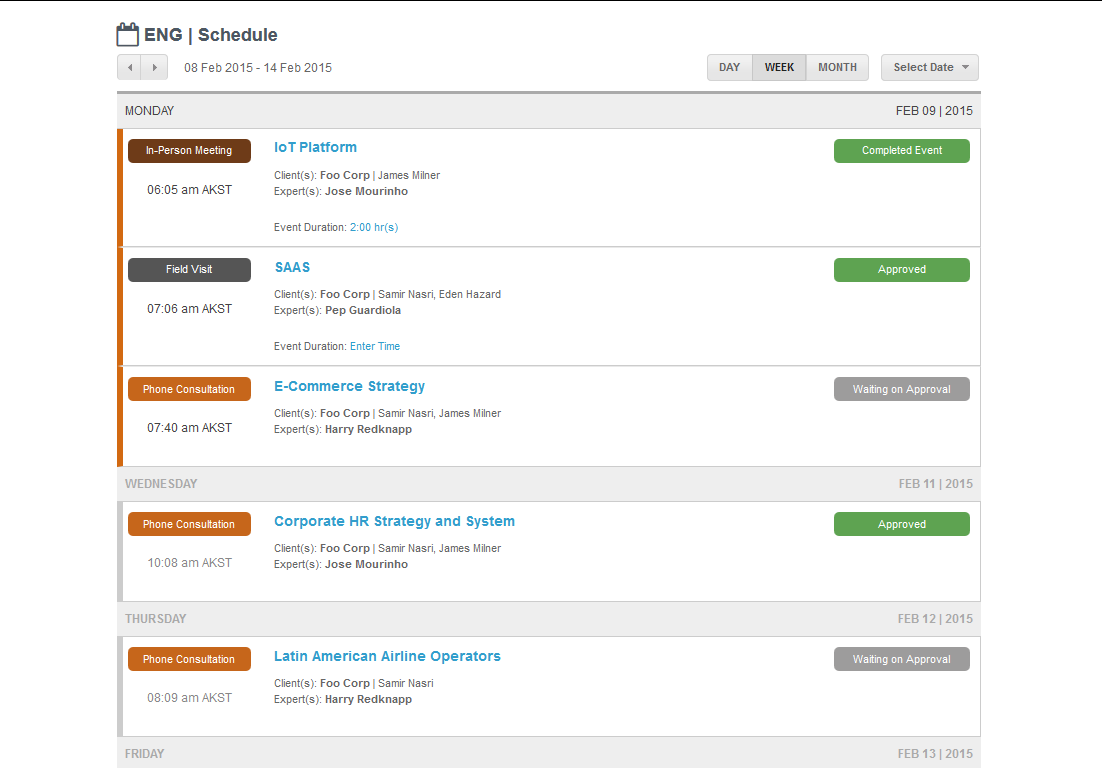 ENG | Schedule
08 Feb 2015 - 14 Feb 2015 DAY WEEK MONTH Select Date
MONDAY FEB 09 | 2015
In-Person Meeting IoT Platform Completed Event
Client(s): Foo Corp | James Milner
06:05 am AKST Expert(s): Jose Mourinho
Event Duration: 2:00 hr(s)
Field Visit SAAS Approved
Client(s): Foo Corp | Samir Nasri, Eden Hazard
07:06 am AKST Expert(s): Pep Guardiola
Event Duration: Enter Time
Phone Consultation E-Commerce Strategy Waiting on Approval
Client(s): Foo Corp | Samir Nasri, James Milner
07:40 am AKST Expert(s): Harry Redknapp
WEDNESDAY FEB 11 | 2015
Phone Consultation Corporate HR Strategy and System Approved
Client(s): Foo Corp | Samir Nasri, James Milner
10:08 am AKST Expert(s): Jose Mourinho
THURSDAY FEB 12 | 2015
Phone Consultation Latin American Airline Operators Waiting on Approval
Client(s): Foo Corp | Samir Nasri
08:09 am AKST Expert(s): Harry Redknapp
FRIDAY FEB 13 | 2015